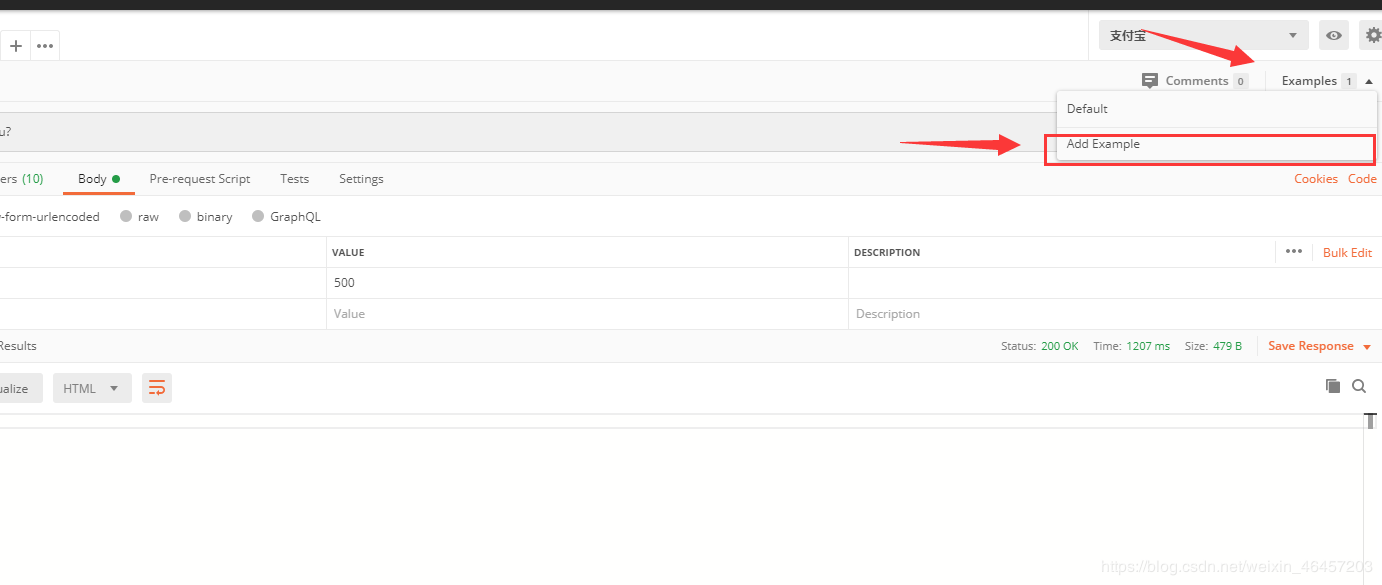 支付宝
Comments 0 Examples 1
Default
u?
Add Example
ers (10) Body Pre-request Script Tests Settings Cookies Code
-form-urlencoded raw binary GraphQL
VALUE DESCRIPTION Bulk Edit
500
Value Description
Results Status: 200 OK Time: 1207 ms Size: 479 B Save Response
ualize HTML
https://blog.csdn.net/weixin_46457203